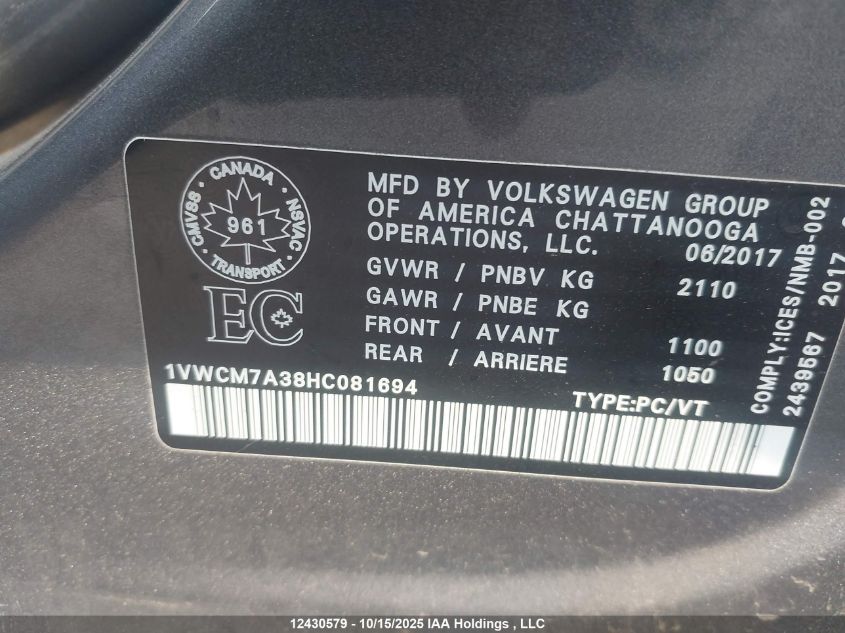 CANADA
CMVSS
NSVAC
961
TRANSPORT
EC
MFD BY VOLKSWAGEN GROUP
OF AMERICA CHATTANOOGA
OPERATIONS, LLC. 06/2017
GVWR / PNBV KG 2110
GAWR / PNBE KG
FRONT / AVANT 1100
REAR / ARRIERE 1050
1VWCM7A38HC081694
TYPE:PC/VT
COMPLY:ICES/NMB-002
2439567 2017
12430579 - 10/15/2025 IAA Holdings , LLC